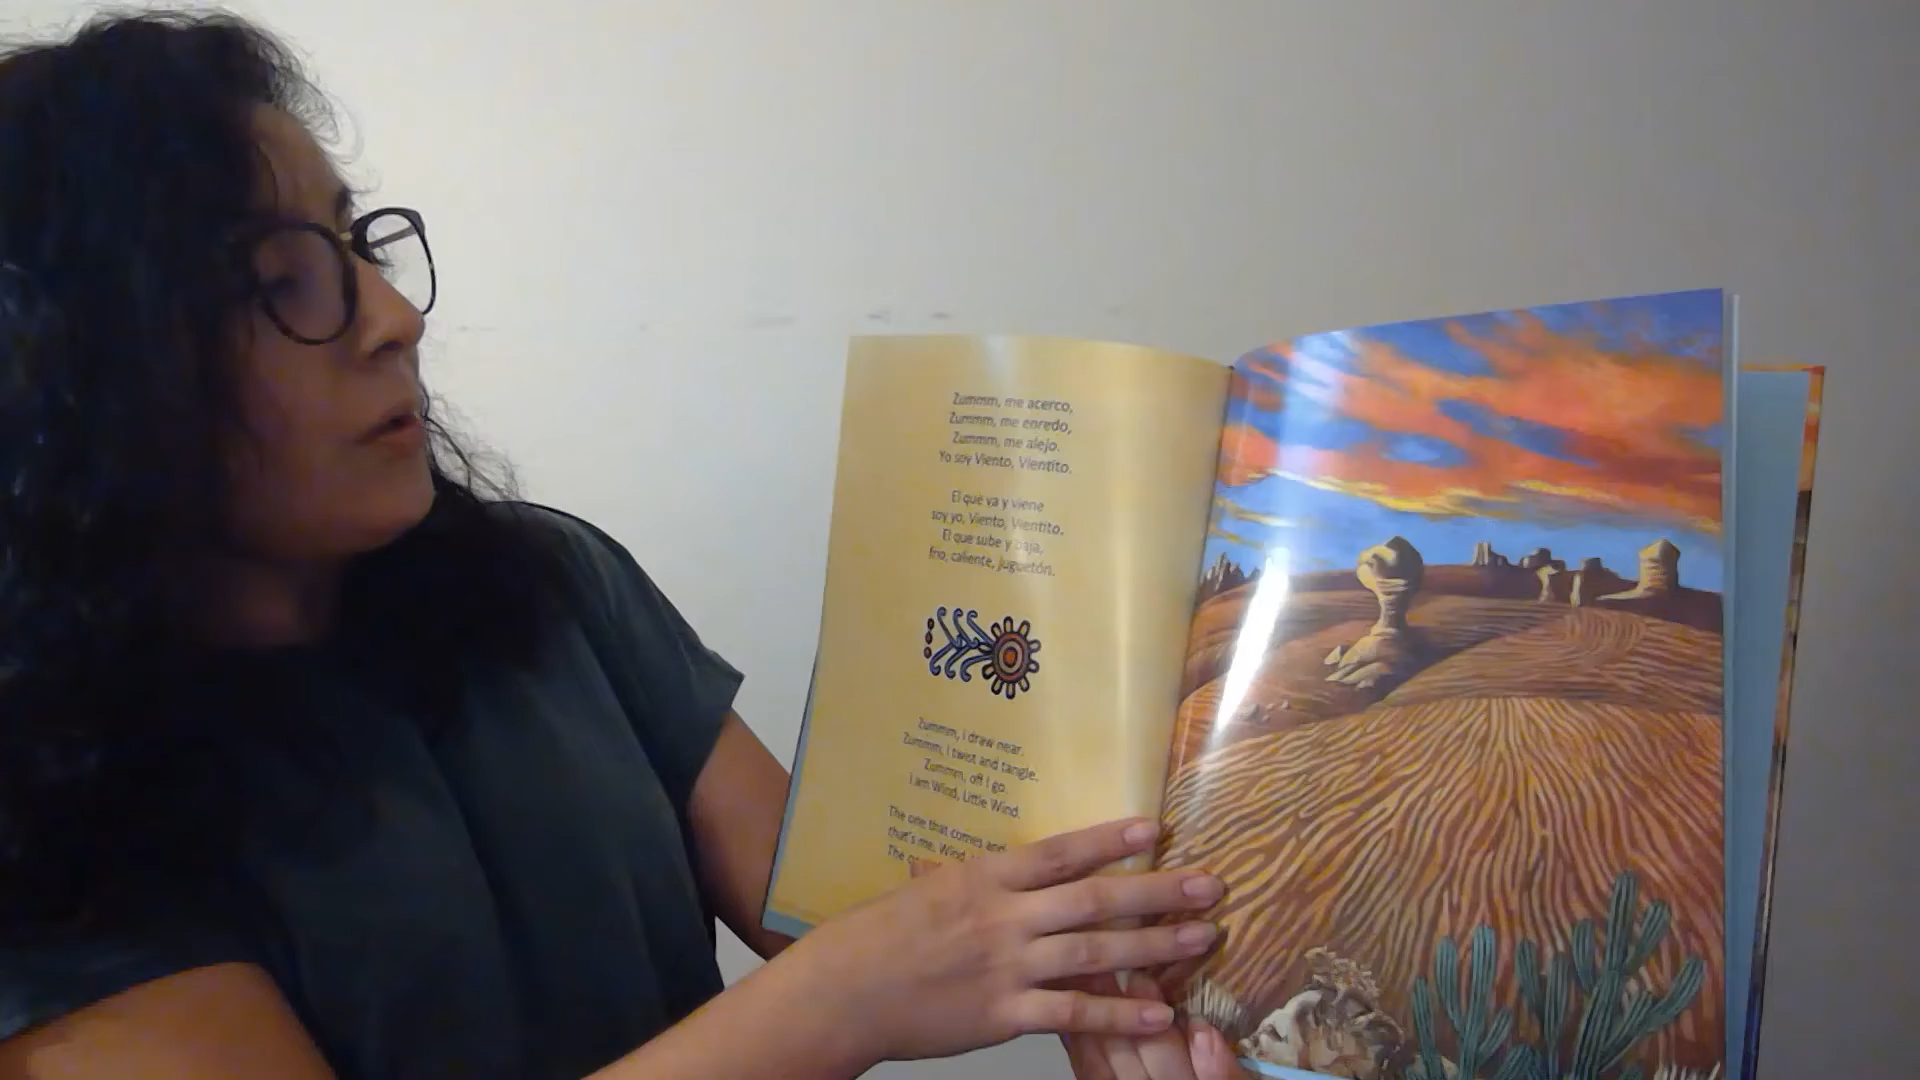 Zummm, me acerco,
Zummm, me enredo,
Zummm, me alejo.
Yo soy Viento, Vientito.
El que va y viene
soy yo, Viento, Vientito.
El que sube y baja,
frío, caliente, juguetón.
Zummm, I draw near.
Zummm, I twist and tangle.
Zummm, off I go.
I am Wind, Little Wind.
The one that comes and
that's me, Wind,
The